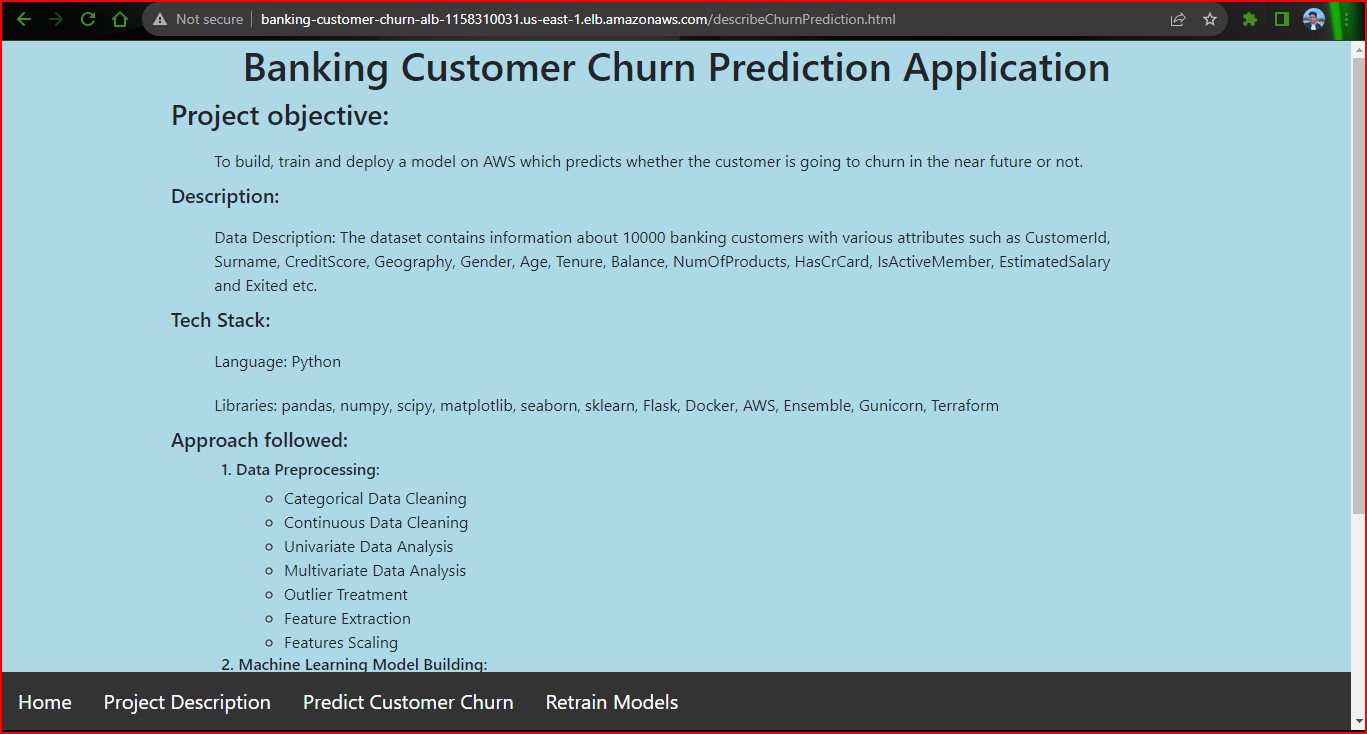 Not secure banking-customer-churn-alb-1158310031.us-east-1.elb.amazonaws.com/describeChurnPrediction.html
Banking Customer Churn Prediction Application
Project objective:
To build, train and deploy a model on AWS which predicts whether the customer is going to churn in the near future or not.
Description:
Data Description: The dataset contains information about 10000 banking customers with various attributes such as CustomerId,
Surname, CreditScore, Geography, Gender, Age, Tenure, Balance, NumOfProducts, HasCrCard, IsActiveMember, EstimatedSalary
and Exited etc.
Tech Stack:
Language: Python
Libraries: pandas, numpy, scipy, matplotlib, seaborn, sklearn, Flask, Docker, AWS, Ensemble, Gunicorn, Terraform
Approach followed:
1. Data Preprocessing:
Categorical Data Cleaning
Continuous Data Cleaning
Univariate Data Analysis
Multivariate Data Analysis
Outlier Treatment
Feature Extraction
Features Scaling
2. Machine Learning Model Building:
Home Project Description Predict Customer Churn Retrain Models